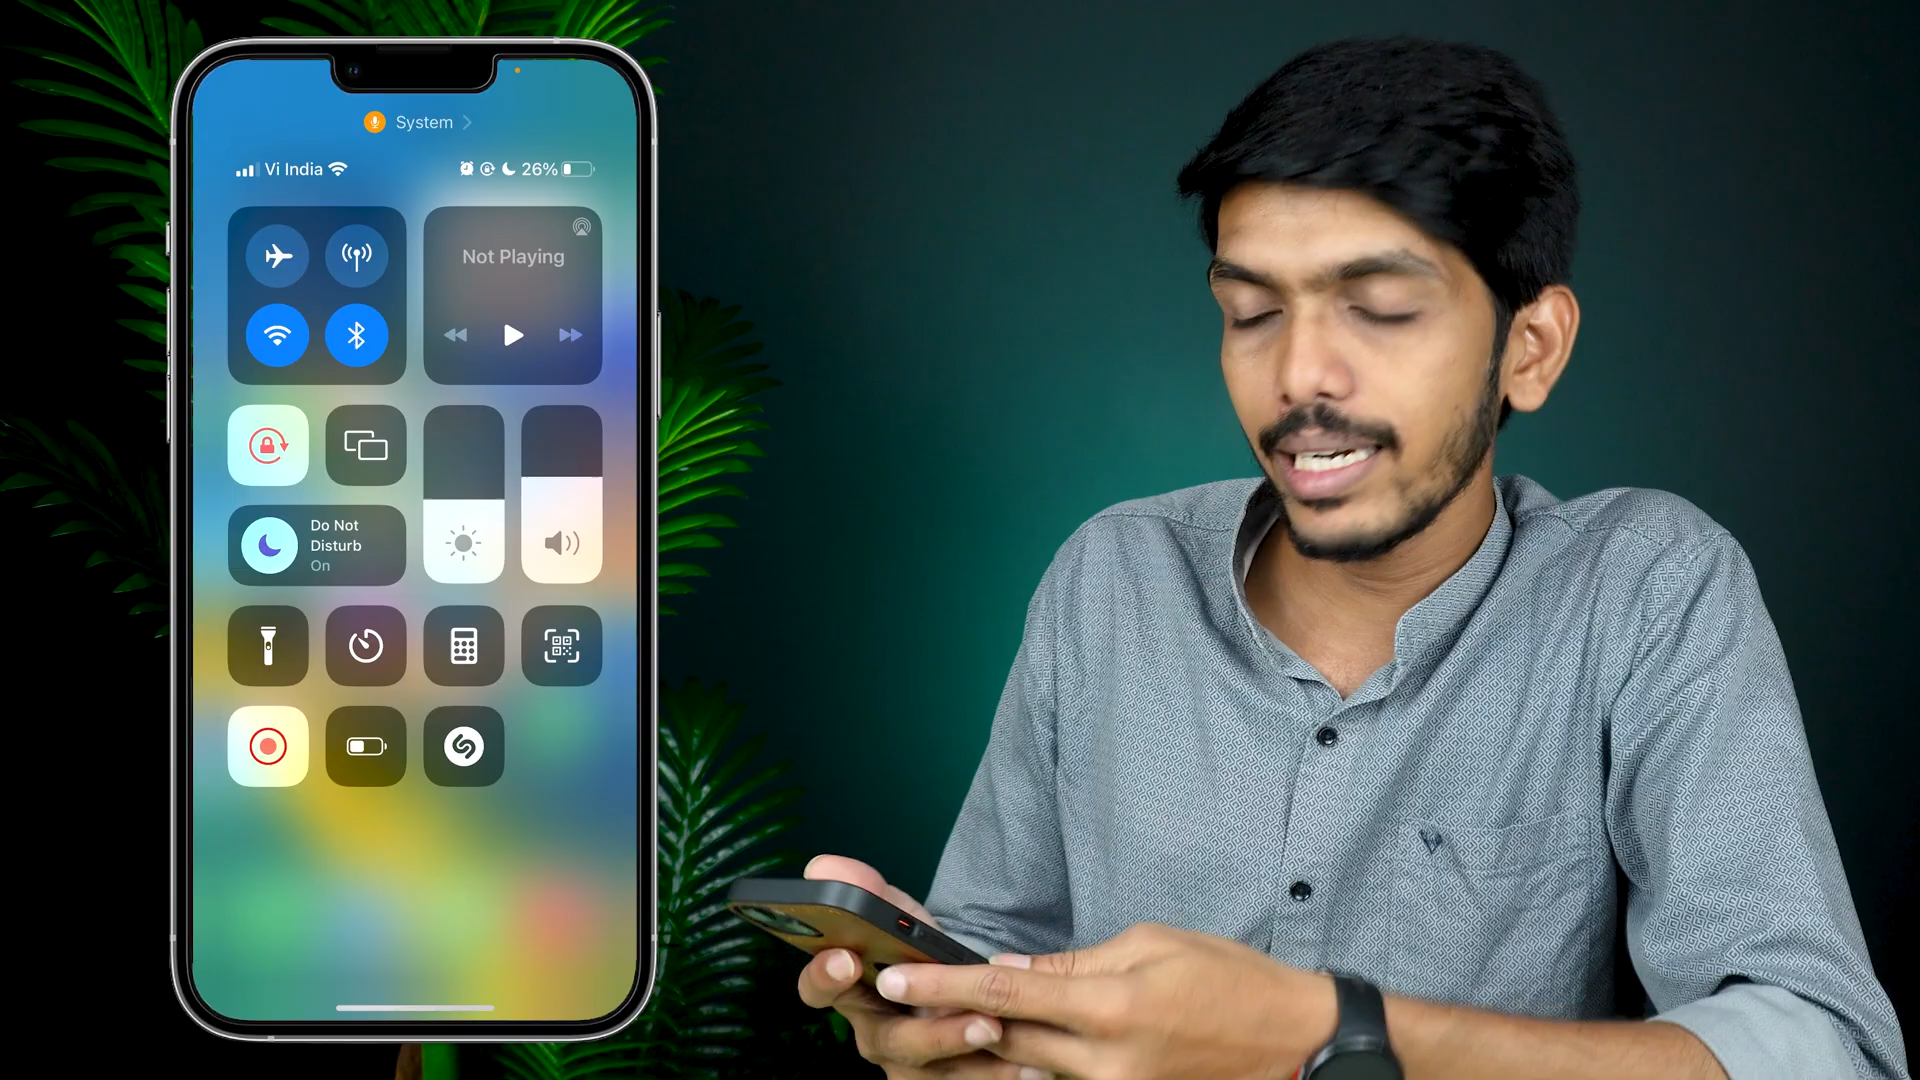 System
Vi India 26%
Not Playing
Do Not
Disturb
On